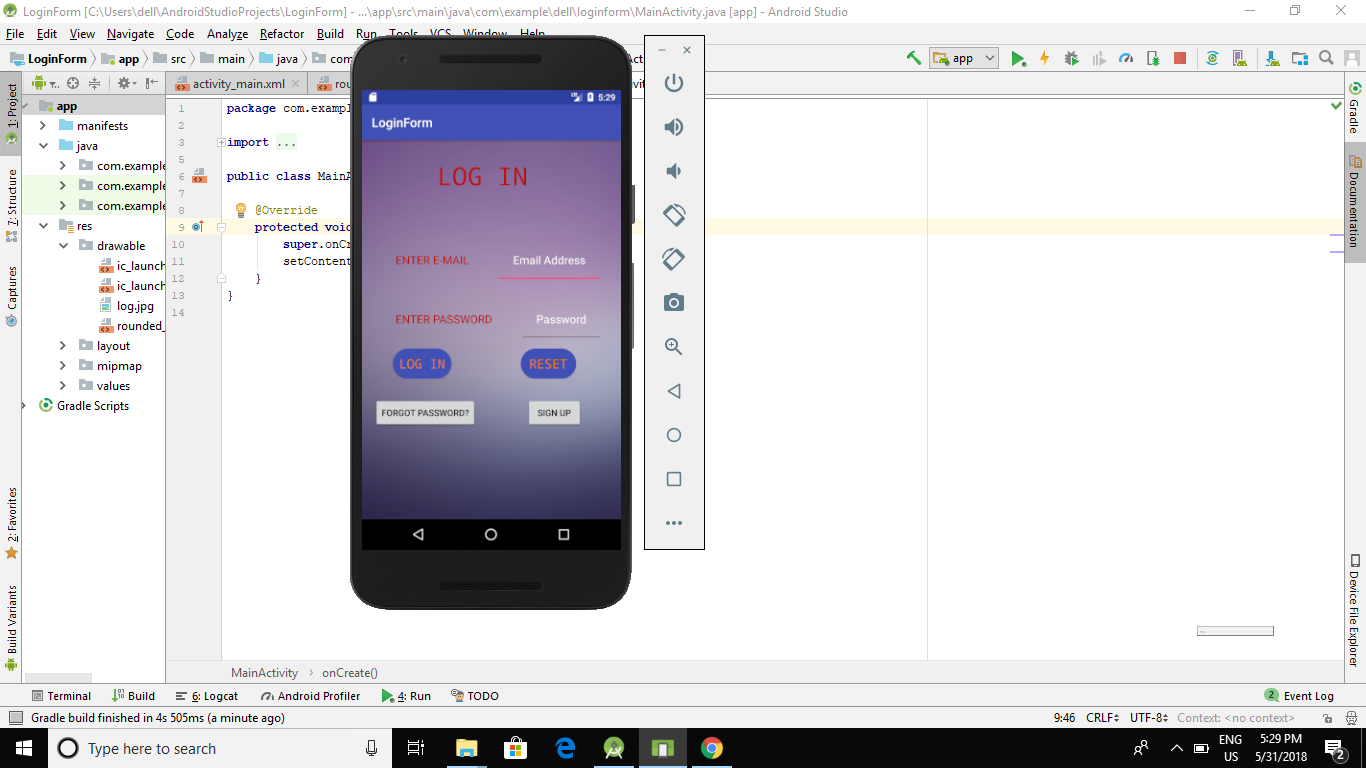 LoginForm [C:\Users\dell\AndroidStudioProjects\LoginForm] - ...\app\src\main\java\com\example\dell\loginform\MainActivity.java [app] - Android Studio
File Edit View Navigate Code Analyze Refactor Build Run Tools VCS Window Help
LoginForm app src main java app
activity_main.xml
1: Project
7: Structure
Captures
2: Favorites
Build Variants
app
manifests
java
com.example
com.example
com.example
res
drawable
ic_launch
ic_launch
log.jpg
rounded_
layout
mipmap
values
Gradle Scripts
1 package com.exampl
2
3 import ...
5
6 public class MainA
7
8 @Override
9 protected void
10 super.onCr
11 setContent
12 }
13 }
14
5:29
LoginForm
LOG IN
ENTER E-MAIL Email Address
ENTER PASSWORD Password
LOG IN RESET
FORGOT PASSWORD? SIGN UP
Gradle
Documentation
Device File Explorer
MainActivity onCreate()
Terminal Build 6: Logcat Android Profiler 4: Run TODO 2 Event Log
Gradle build finished in 4s 505ms (a minute ago) 9:46 CRLF UTF-8 Context: <no context>
Type here to search
ENG
US
5:29 PM
5/31/2018
2